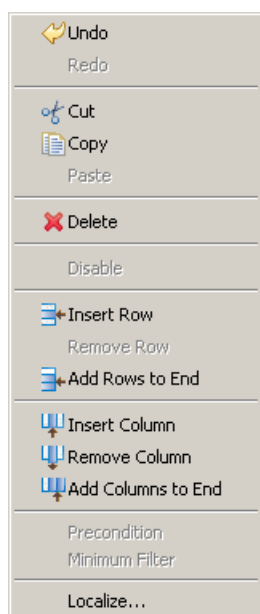 Undo
Redo
Cut
Copy
Paste
Delete
Disable
Insert Row
Remove Row
Add Rows to End
Insert Column
Remove Column
Add Columns to End
Precondition
Minimum Filter
Localize...